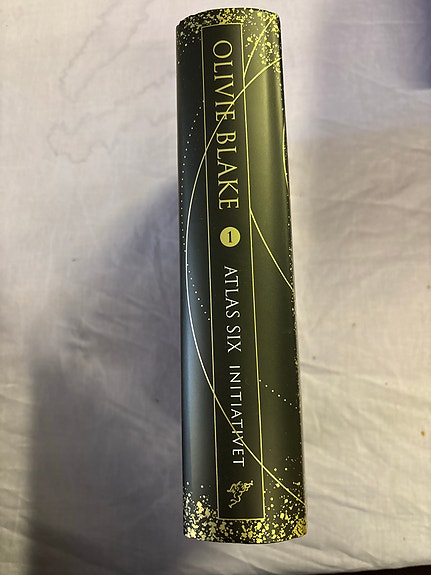 OLIVIE BLAKE
1
ATLAS SIX INITIATIVET